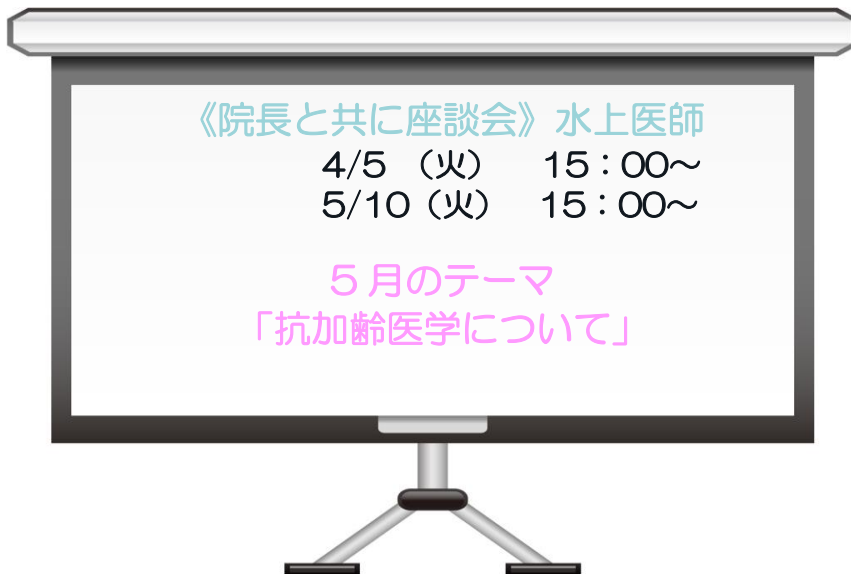 《院長と共に座談会》水上医師
4/5 （火） 15：00～
5/10（火） 15：00～
５月のテーマ
「抗加齢医学について」